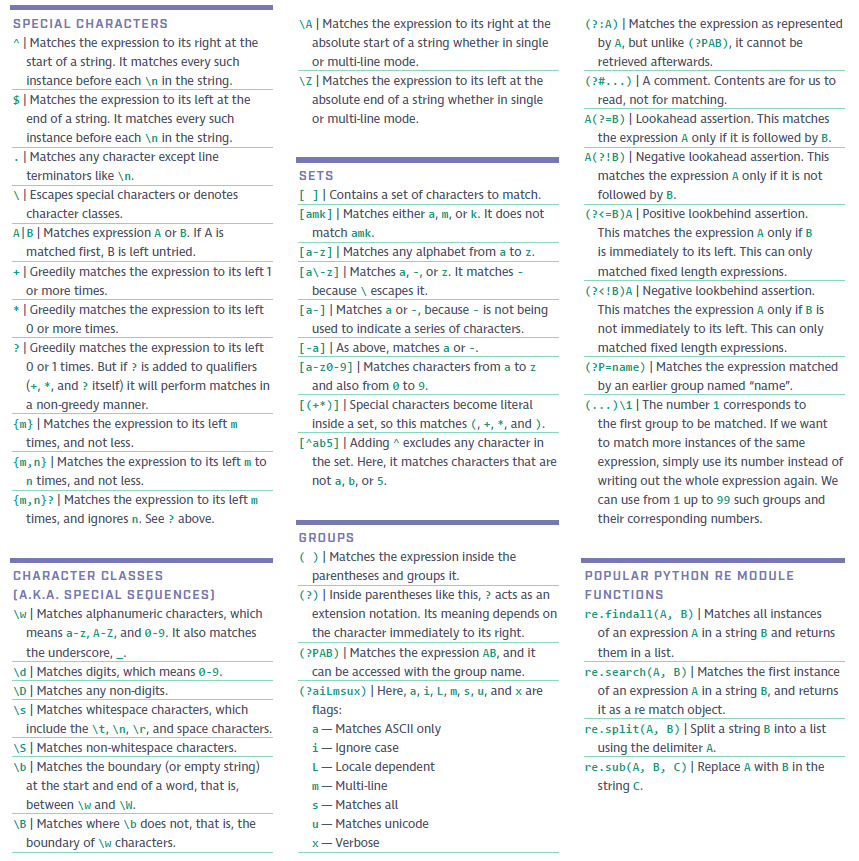 SPECIAL CHARACTERS
^ | Matches the expression to its right at the
start of a string. It matches every such
instance before each \n in the string.
$ | Matches the expression to its left at the
end of a string. It matches every such
instance before each \n in the string.
. | Matches any character except line
terminators like \n.
\ | Escapes special characters or denotes
character classes.
A|B | Matches expression A or B. If A is
matched first, B is left untried.
+ | Greedily matches the expression to its left 1
or more times.
* | Greedily matches the expression to its left
0 or more times.
? | Greedily matches the expression to its left
0 or 1 times. But if ? is added to qualifiers
(+, *, and ? itself) it will perform matches in
a non-greedy manner.
{m} | Matches the expression to its left m
times, and not less.
{m,n} | Matches the expression to its left m to
n times, and not less.
{m,n}? | Matches the expression to its left m
times, and ignores n. See ? above.
CHARACTER CLASSES
(A.K.A. SPECIAL SEQUENCES)
\w | Matches alphanumeric characters, which
means a-z, A-Z, and 0-9. It also matches
the underscore, _.
\d | Matches digits, which means 0-9.
\D | Matches any non-digits.
\s | Matches whitespace characters, which
include the \t, \n, \r, and space characters.
\S | Matches non-whitespace characters.
\b | Matches the boundary (or empty string)
at the start and end of a word, that is,
between \w and \W.
\B | Matches where \b does not, that is, the
boundary of \w characters.
\A | Matches the expression to its right at the
absolute start of a string whether in single
or multi-line mode.
\Z | Matches the expression to its left at the
absolute end of a string whether in single
or multi-line mode.
SETS
[ ] | Contains a set of characters to match.
[amk] | Matches either a, m, or k. It does not
match amk.
[a-z] | Matches any alphabet from a to z.
[a\-z] | Matches a, -, or z. It matches -
because \ escapes it.
[a-] | Matches a or -, because - is not being
used to indicate a series of characters.
[-a] | As above, matches a or -.
[a-z0-9] | Matches characters from a to z
and also from 0 to 9.
[(+*)] | Special characters become literal
inside a set, so this matches (, +, *, and ).
[^ab5] | Adding ^ excludes any character in
the set. Here, it matches characters that are
not a, b, or 5.
GROUPS
( ) | Matches the expression inside the
parentheses and groups it.
(?) | Inside parentheses like this, ? acts as an
extension notation. Its meaning depends on
the character immediately to its right.
(?PAB) | Matches the expression AB, and it
can be accessed with the group name.
(?aiLmsux) | Here, a, i, L, m, s, u, and x are
flags:
a — Matches ASCII only
i — Ignore case
L — Locale dependent
m — Multi-line
s — Matches all
u — Matches unicode
x — Verbose
(?:A) | Matches the expression as represented
by A, but unlike (?PAB), it cannot be
retrieved afterwards.
(?#...) | A comment. Contents are for us to
read, not for matching.
A(?=B) | Lookahead assertion. This matches
the expression A only if it is followed by B.
A(?!B) | Negative lookahead assertion. This
matches the expression A only if it is not
followed by B.
(?<=B)A | Positive lookbehind assertion.
This matches the expression A only if B
is immediately to its left. This can only
matched fixed length expressions.
(?<!B)A | Negative lookbehind assertion.
This matches the expression A only if B is
not immediately to its left. This can only
matched fixed length expressions.
(?P=name) | Matches the expression matched
by an earlier group named “name”.
(...)\1 | The number 1 corresponds to
the first group to be matched. If we want
to match more instances of the same
expression, simply use its number instead of
writing out the whole expression again. We
can use from 1 up to 99 such groups and
their corresponding numbers.
POPULAR PYTHON RE MODULE
FUNCTIONS
re.findall(A, B) | Matches all instances
of an expression A in a string B and returns
them in a list.
re.search(A, B) | Matches the first instance
of an expression A in a string B, and returns
it as a re match object.
re.split(A, B) | Split a string B into a list
using the delimiter A.
re.sub(A, B, C) | Replace A with B in the
string C.